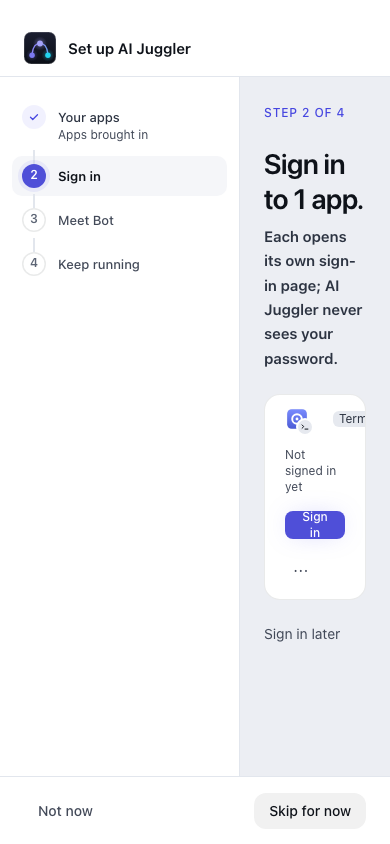 Set up AI Juggler
Your apps
Apps brought in
2
Sign in
3
Meet Bot
4
Keep running
STEP 2 OF 4
Sign in
to 1 app.
Each opens
its own sign-
in page; AI
Juggler never
sees your
password.
Term
Not
signed in
yet
Sign
in
...
Sign in later
Not now
Skip for now